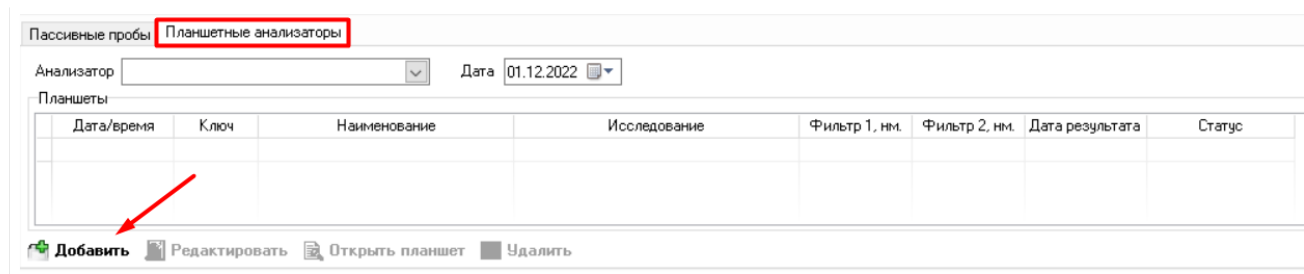 Пассивные пробы Планшетные анализаторы
Анализатор Дата 01.12.2022
Планшеты
Дата/время Ключ Наименование Исследование Фильтр 1, нм. Фильтр 2, нм. Дата результата Статус
Добавить Редактировать Открыть планшет Удалить